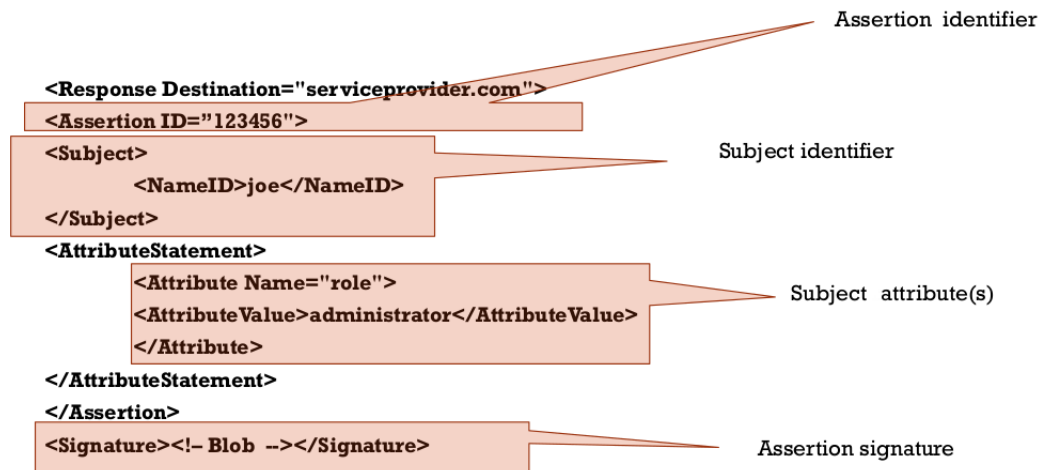 Assertion identifier
<Response Destination="serviceprovider.com">
<Assertion ID=”123456">
<Subject>
Subject identifier
<NameID>joe</NameID>
</Subject>
<AttributeStatement>
<Attribute Name="role">
Subject attribute(s)
<AttributeValue>administrator</AttributeValue>
</Attribute>
</AttributeStatement>
</Assertion>
<Signature><!– Blob --></Signature>
Assertion signature